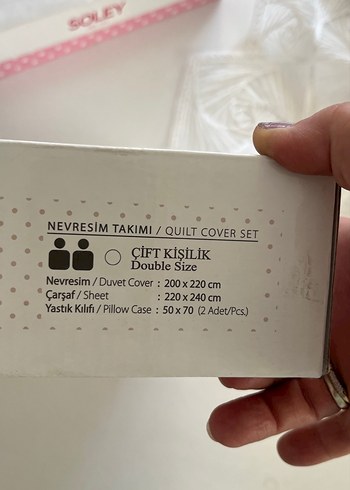 SOLEY
NEVRESİM TAKIMI / QUILT COVER SET
ÇİFT KİŞİLİK
Double Size
Nevresim / Duvet Cover : 200 x 220 cm
Çarşaf / Sheet : 220 x 240 cm
Yastık Kılıfı / Pillow Case : 50 x 70 (2 Adet/Pcs.)